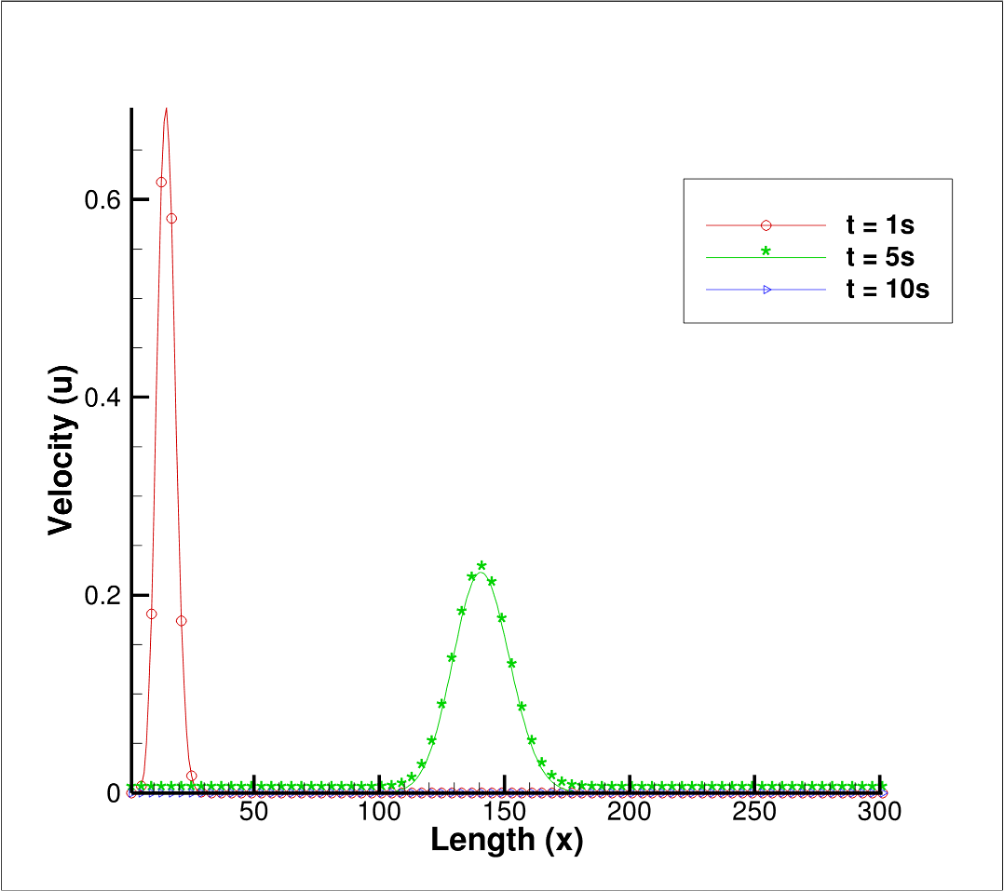 t = 1s
t = 5s
t = 10s
0.6
0.4
0.2
0
Velocity (u)
50 100 150 200 250 300
Length (x)